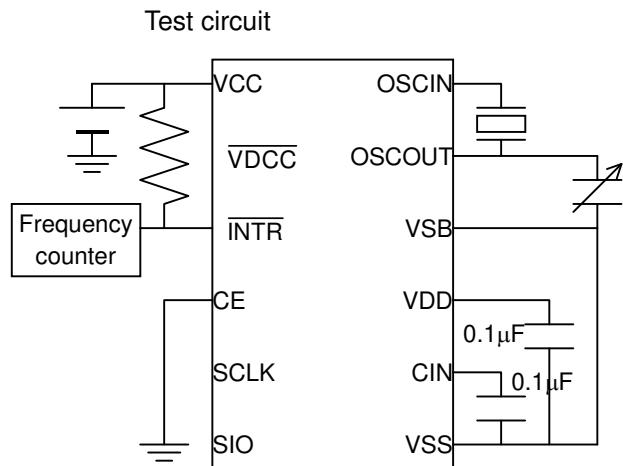 Test circuit
VCC
OSCIN
VDCC
OSCOUT
Frequency
counter
INTR
VSB
CE
VDD
0.1μF
SCLK
CIN
0.1μF
SIO
VSS